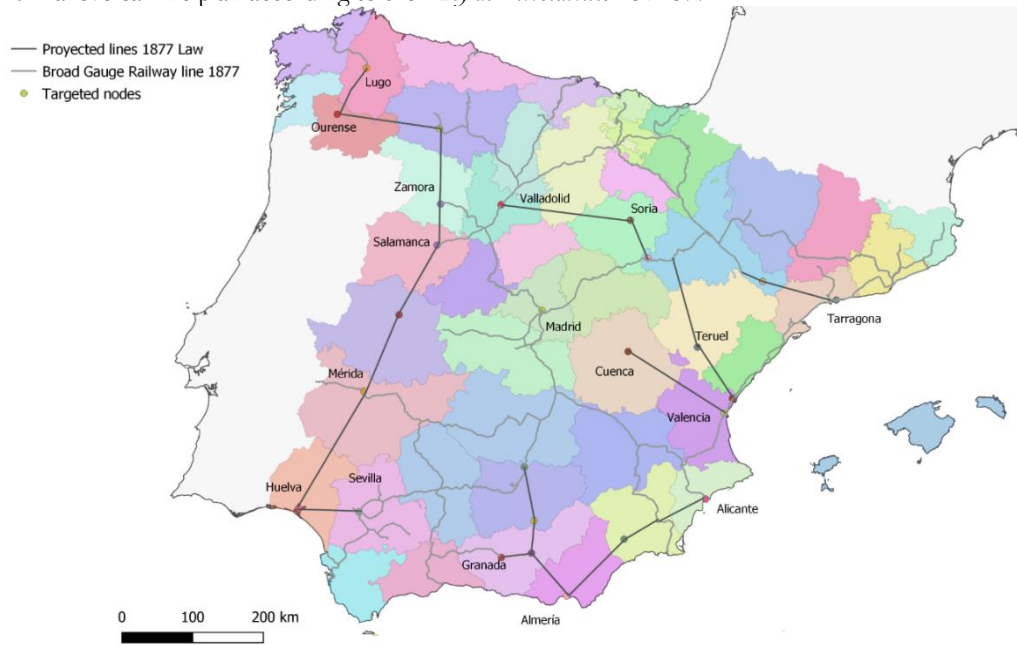 Proyected lines 1877 Law
Broad Gauge Railway line 1877
Targeted nodes
Lugo
Ourense
Zamora
Valladolid
Soria
Salamanca
Tarragona
Madrid
Teruel
Cuenca
Mérida
Valencia
Sevilla
Huelva
Alicante
Granada
Almería
0 100 200 km